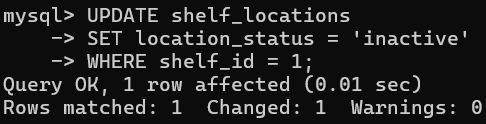 mysql> UPDATE shelf_locations
    -> SET location_status = 'inactive'
    -> WHERE shelf_id = 1;
Query OK, 1 row affected (0.01 sec)
Rows matched: 1  Changed: 1  Warnings: 0